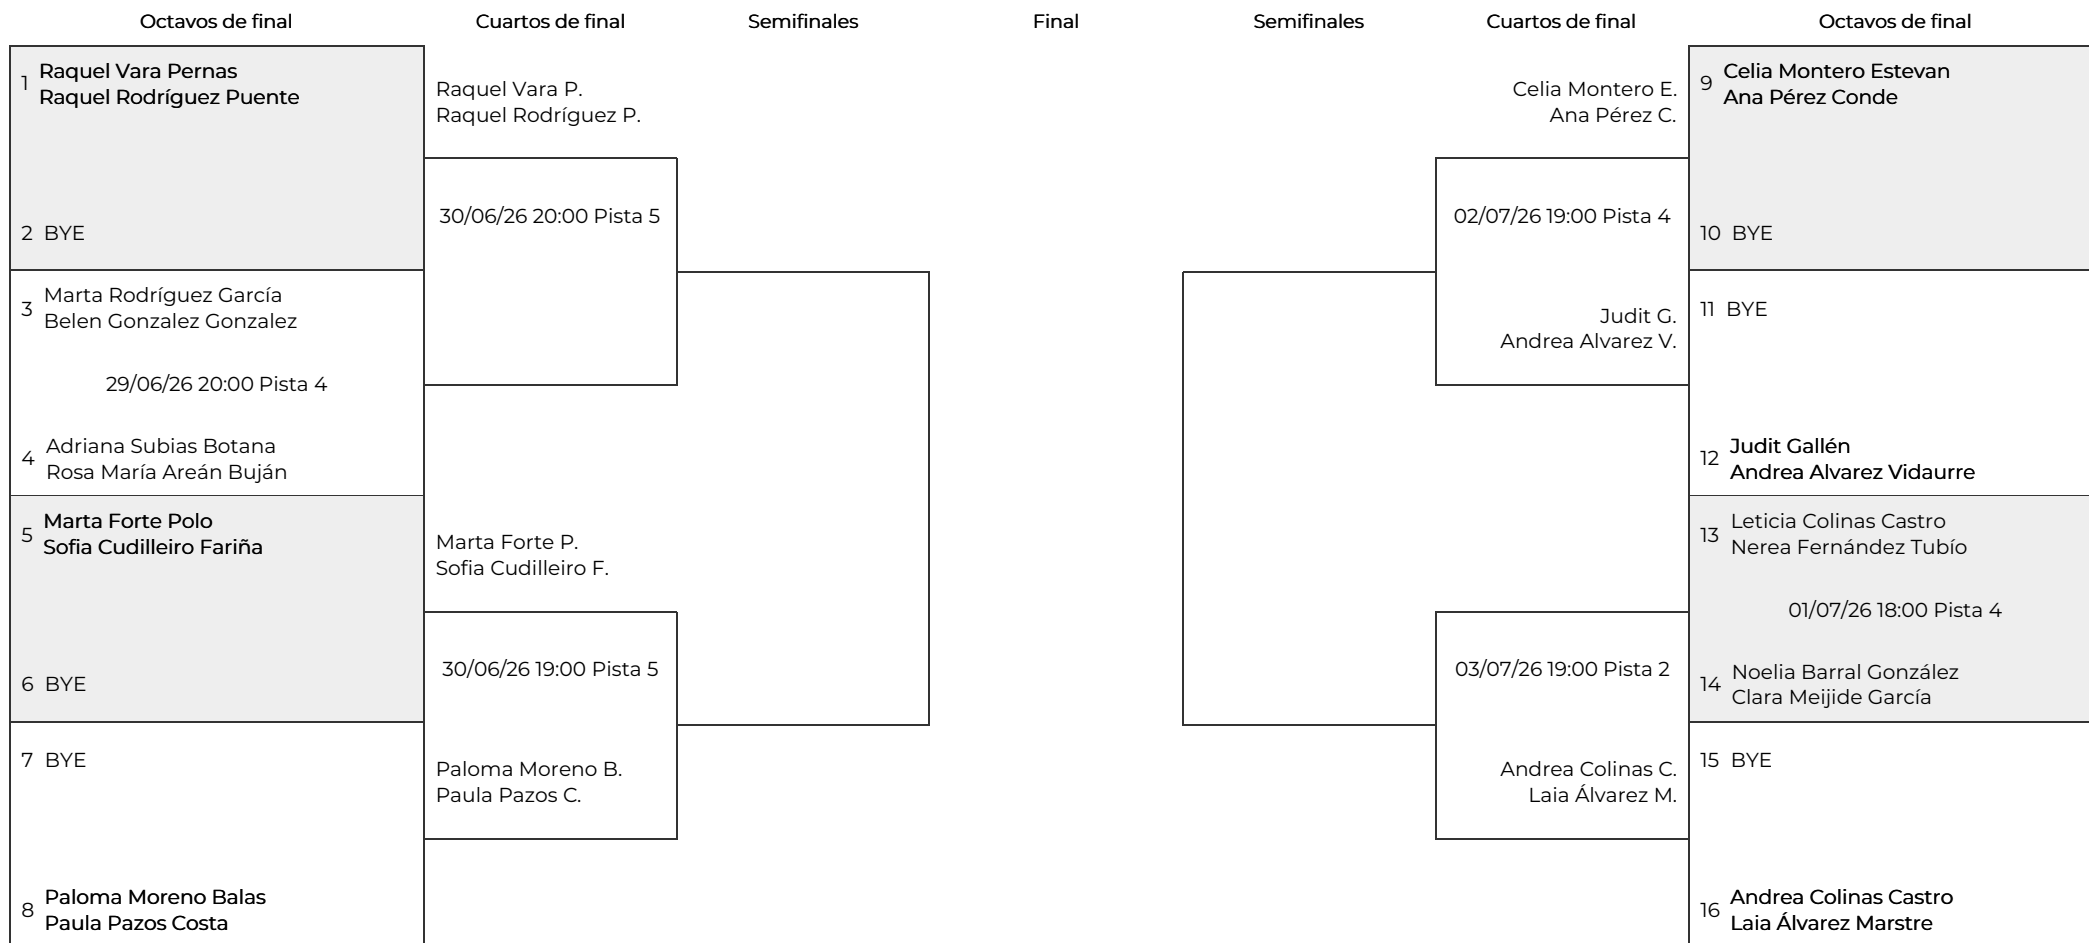 Octavos de final
Cuartos de final
Semifinales
Final
Semifinales
Cuartos de final
Octavos de final
1
Raquel Vara Pernas
Raquel Rodríguez Puente
2 BYE
3
Marta Rodríguez García
Belen Gonzalez Gonzalez
29/06/26 20:00 Pista 4
4
Adriana Subias Botana
Rosa María Areán Buján
5
Marta Forte Polo
Sofia Cudilleiro Fariña
6 BYE
7 BYE
8
Paloma Moreno Balas
Paula Pazos Costa
Raquel Vara P.
Raquel Rodríguez P.
30/06/26 20:00 Pista 5
Marta Forte P.
Sofia Cudilleiro F.
30/06/26 19:00 Pista 5
Paloma Moreno B.
Paula Pazos C.
Celia Montero E.
Ana Pérez C.
02/07/26 19:00 Pista 4
Judit G.
Andrea Alvarez V.
03/07/26 19:00 Pista 2
Andrea Colinas C.
Laia Álvarez M.
9
Celia Montero Estevan
Ana Pérez Conde
10 BYE
11 BYE
12
Judit Gallén
Andrea Alvarez Vidaurre
13
Leticia Colinas Castro
Nerea Fernández Tubío
01/07/26 18:00 Pista 4
14
Noelia Barral González
Clara Meijide García
15 BYE
16
Andrea Colinas Castro
Laia Álvarez Marstre